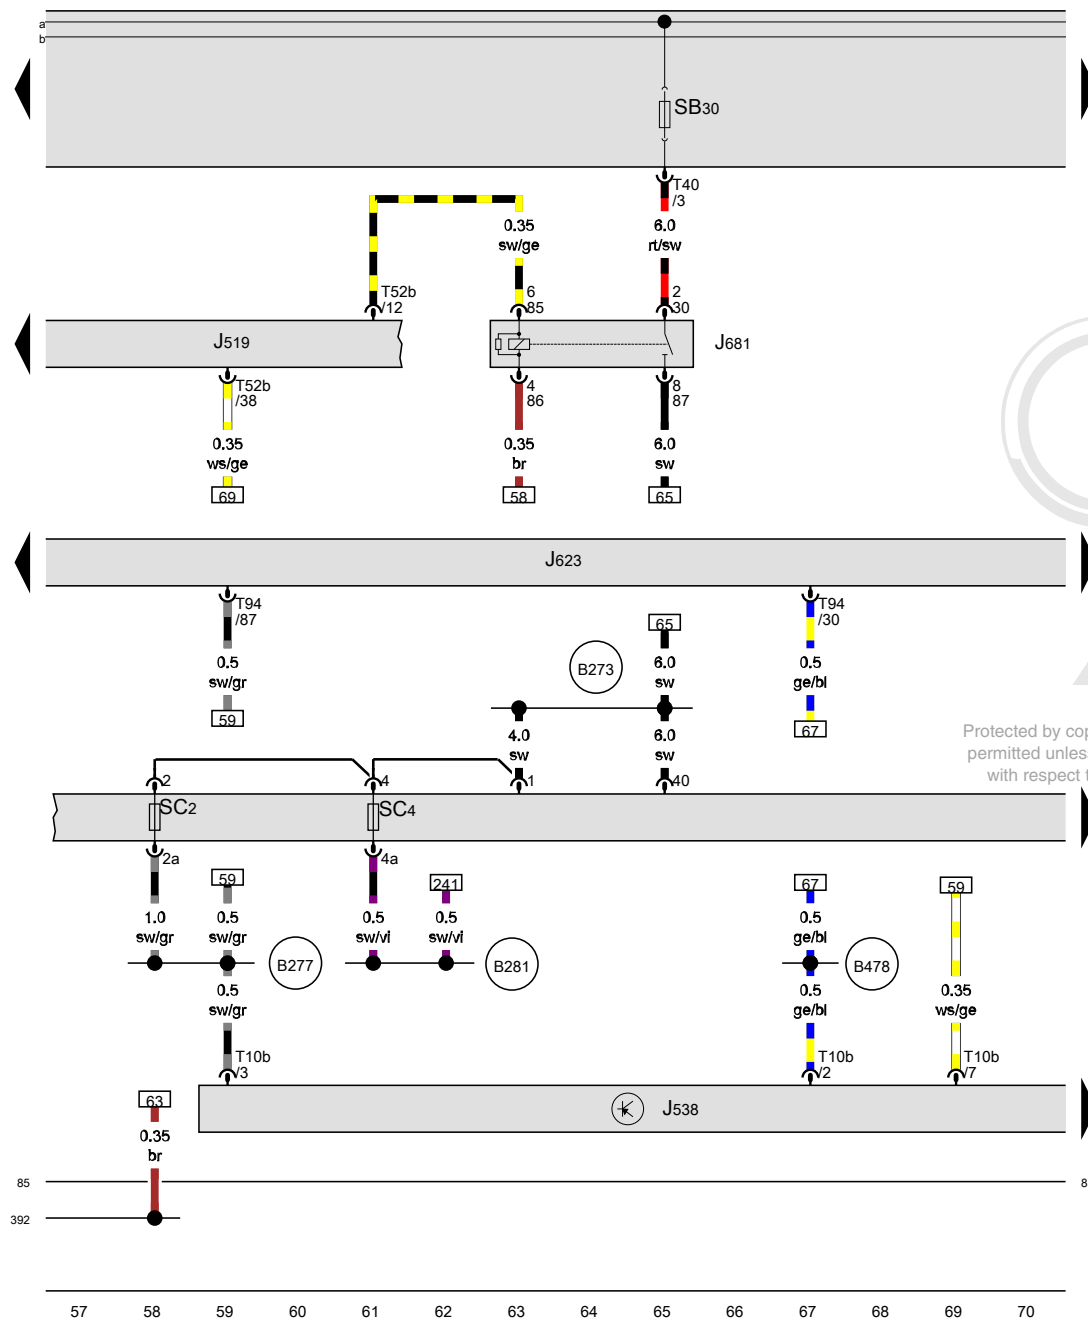 a
b
SB30
T40
/3
0.35
sw/ge
6.0
rt/sw
T52b
/12
6
85
2
30
J519
J681
T52b
/38
4
86
8
87
0.35
ws/ge
0.35
br
6.0
sw
69
58
65
J623
T94
/87
T94
/30
65
0.5
sw/gr
B273
6.0
sw
0.5
ge/bl
59
67
4.0
sw
6.0
sw
Protected by cop
permitted unles
with respect t
2
4
1
40
SC2
SC4
2a
4a
59
241
67
59
1.0
sw/gr
0.5
sw/gr
0.5
sw/vi
0.5
sw/vi
0.5
ge/bl
B277
B281
B478
0.5
sw/gr
0.5
ge/bl
0.35
ws/ge
T10b
/3
T10b
/2
T10b
/7
63
J538
0.35
br
85
8
392
57 58 59 60 61 62 63 64 65 66 67 68 69 70